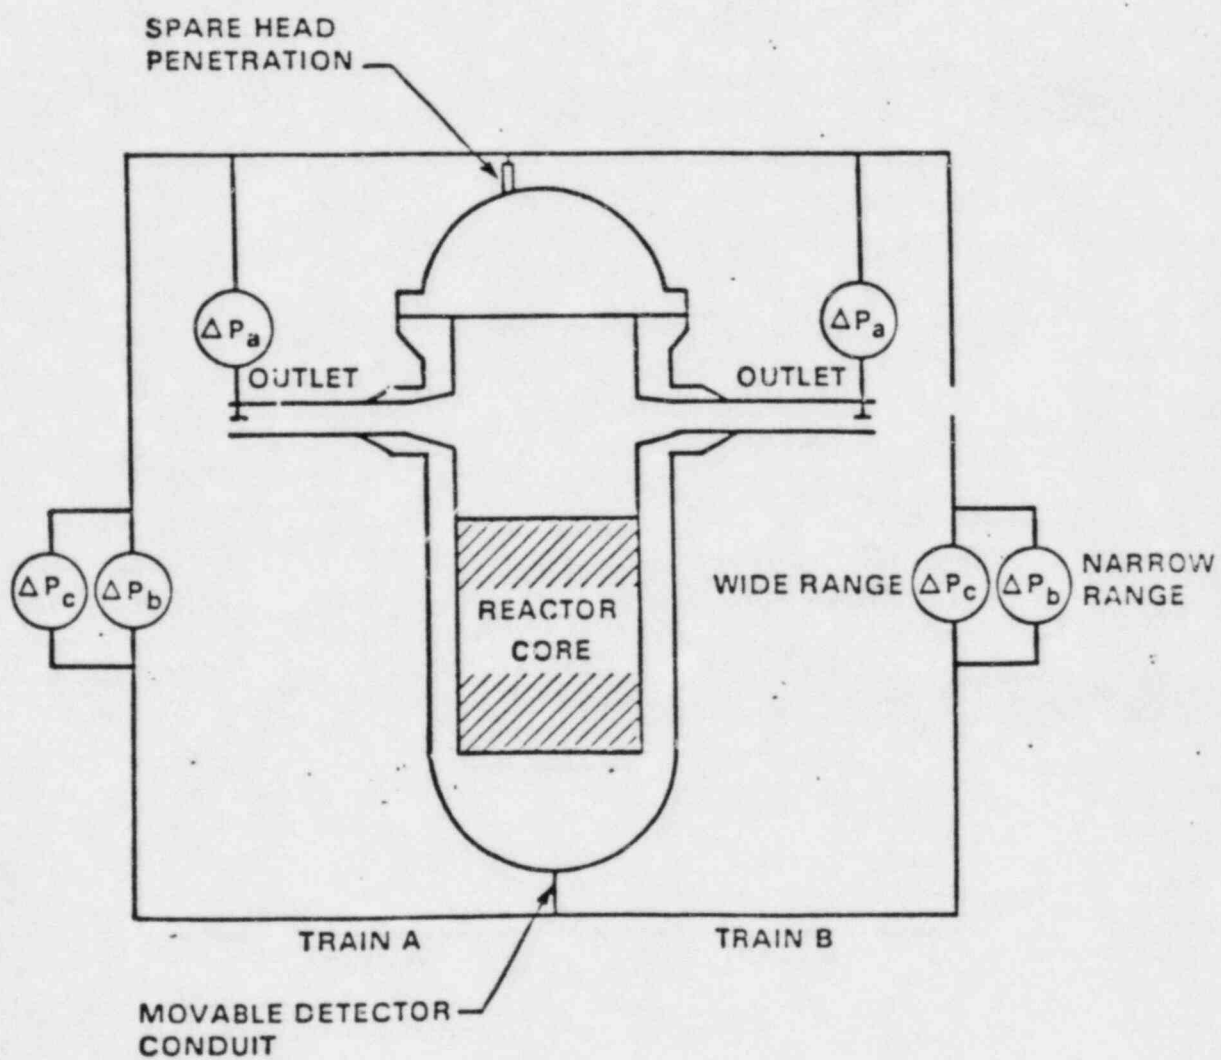 SPARE HEAD
PENETRATION
ΔPa
ΔPa
OUTLET
OUTLET
ΔPc
ΔPb
REACTOR
CORE
WIDE RANGE
ΔPc
ΔPb
NARROW
RANGE
TRAIN A
TRAIN B
MOVABLE DETECTOR
CONDUIT